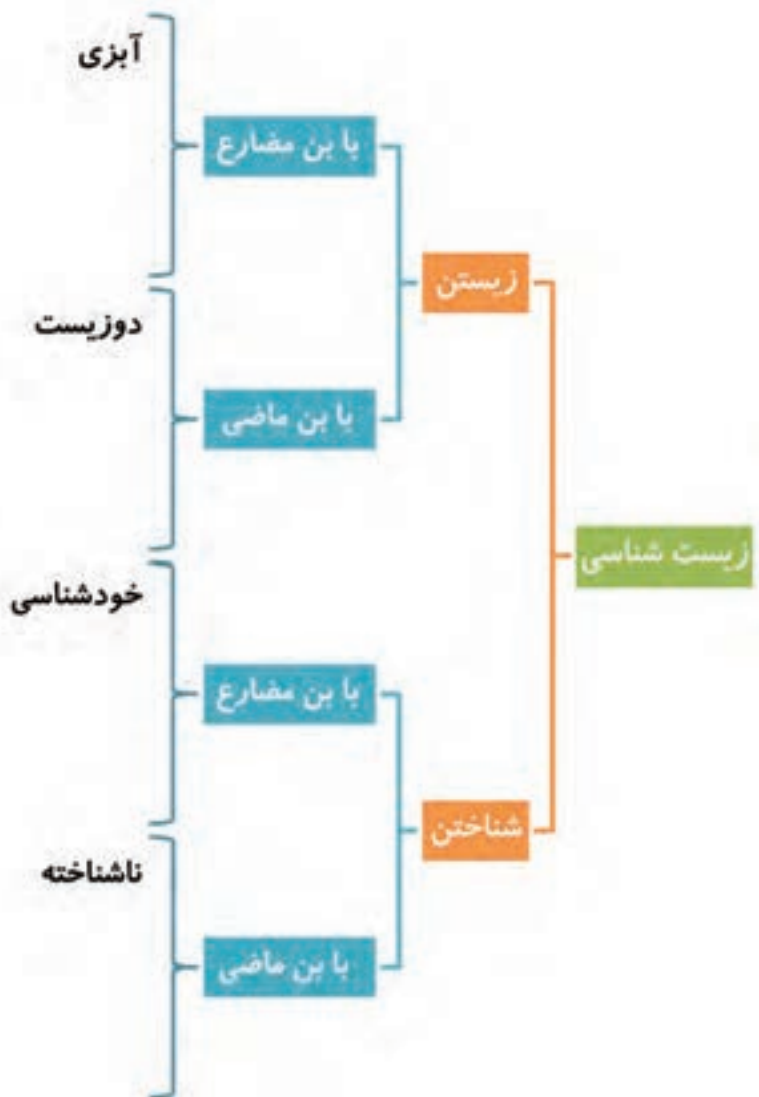 زیست شناسی
زیستن
با بن مضارع
آبزی
با بن ماضی
دوزیست
شناختن
با بن مضارع
خودشناسی
با بن ماضی
ناشناخته